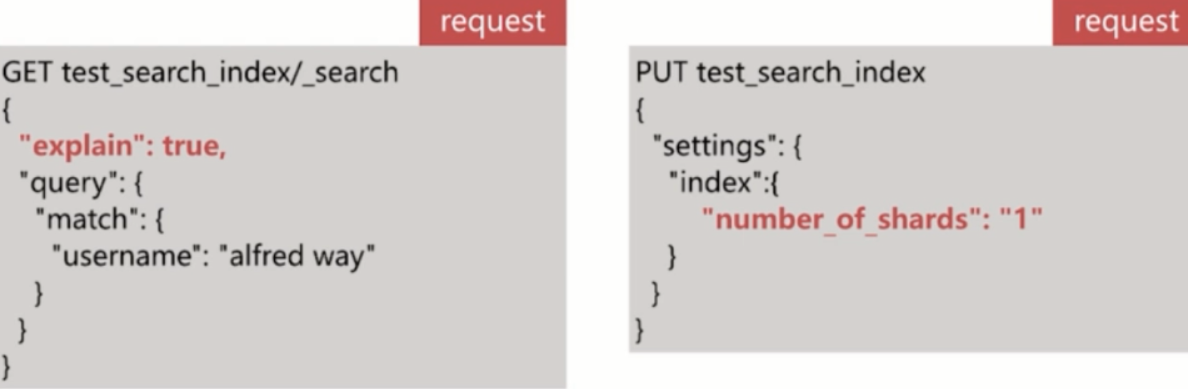 request
GET test_search_index/_search
{
"explain": true,
"query": {
"match": {
"username": "alfred way"
}
}
}
request
PUT test_search_index
{
"settings": {
"index":{
"number_of_shards": "1"
}
}
}